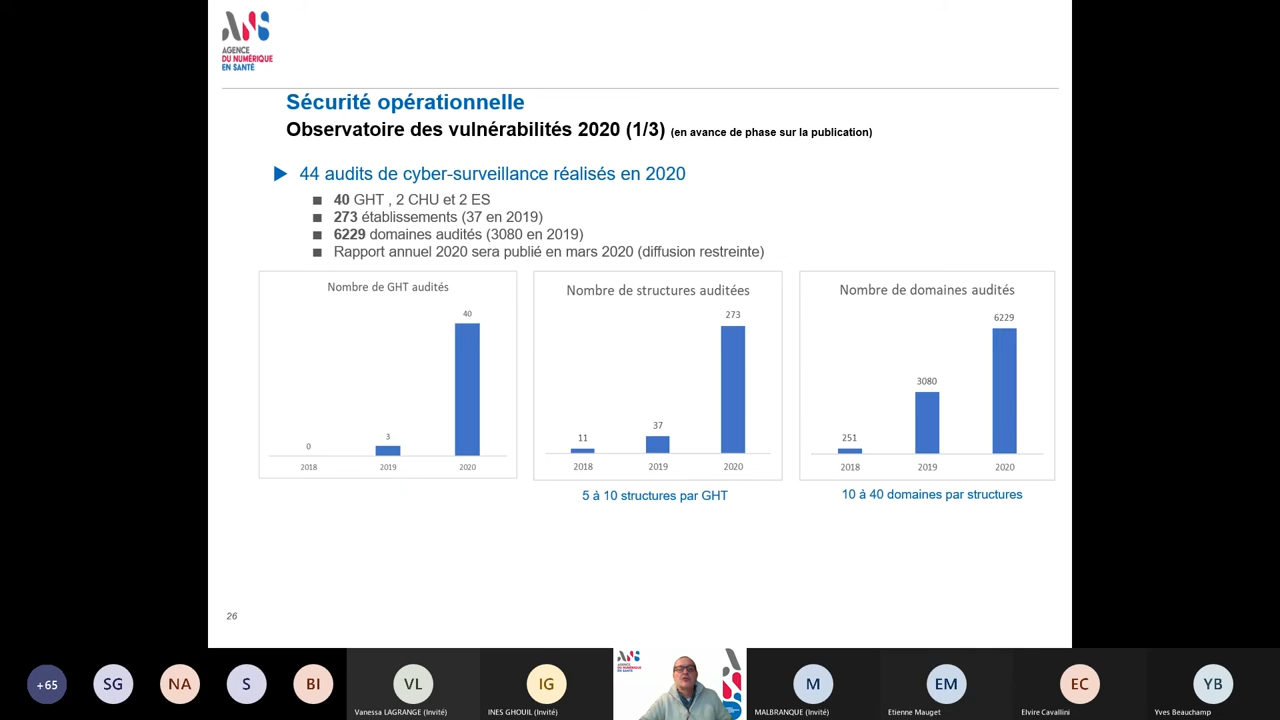 AGENCE
DU NUMÉRIQUE
EN SANTÉ
Sécurité opérationnelle
Observatoire des vulnérabilités 2020 (1/3) (en avance de phase sur la publication)
44 audits de cyber-surveillance réalisés en 2020
40 GHT , 2 CHU et 2 ES
273 établissements (37 en 2019)
6229 domaines audités (3080 en 2019)
Rapport annuel 2020 sera publié en mars 2020 (diffusion restreinte)
Nombre de GHT audités
40
3
0
2018 2019 2020
Nombre de structures auditées
273
37
11
2018 2019 2020
5 à 10 structures par GHT
Nombre de domaines audités
6229
3080
251
2018 2019 2020
10 à 40 domaines par structures
26
+65 SG NA S BI VL IG M EM EC YB
Vanessa LAGRANGE (Invité) INES GHOUIL (Invité) MALBRANQUE (Invité) Etienne Mauget Elvire Cavallini Yves Beauchamp